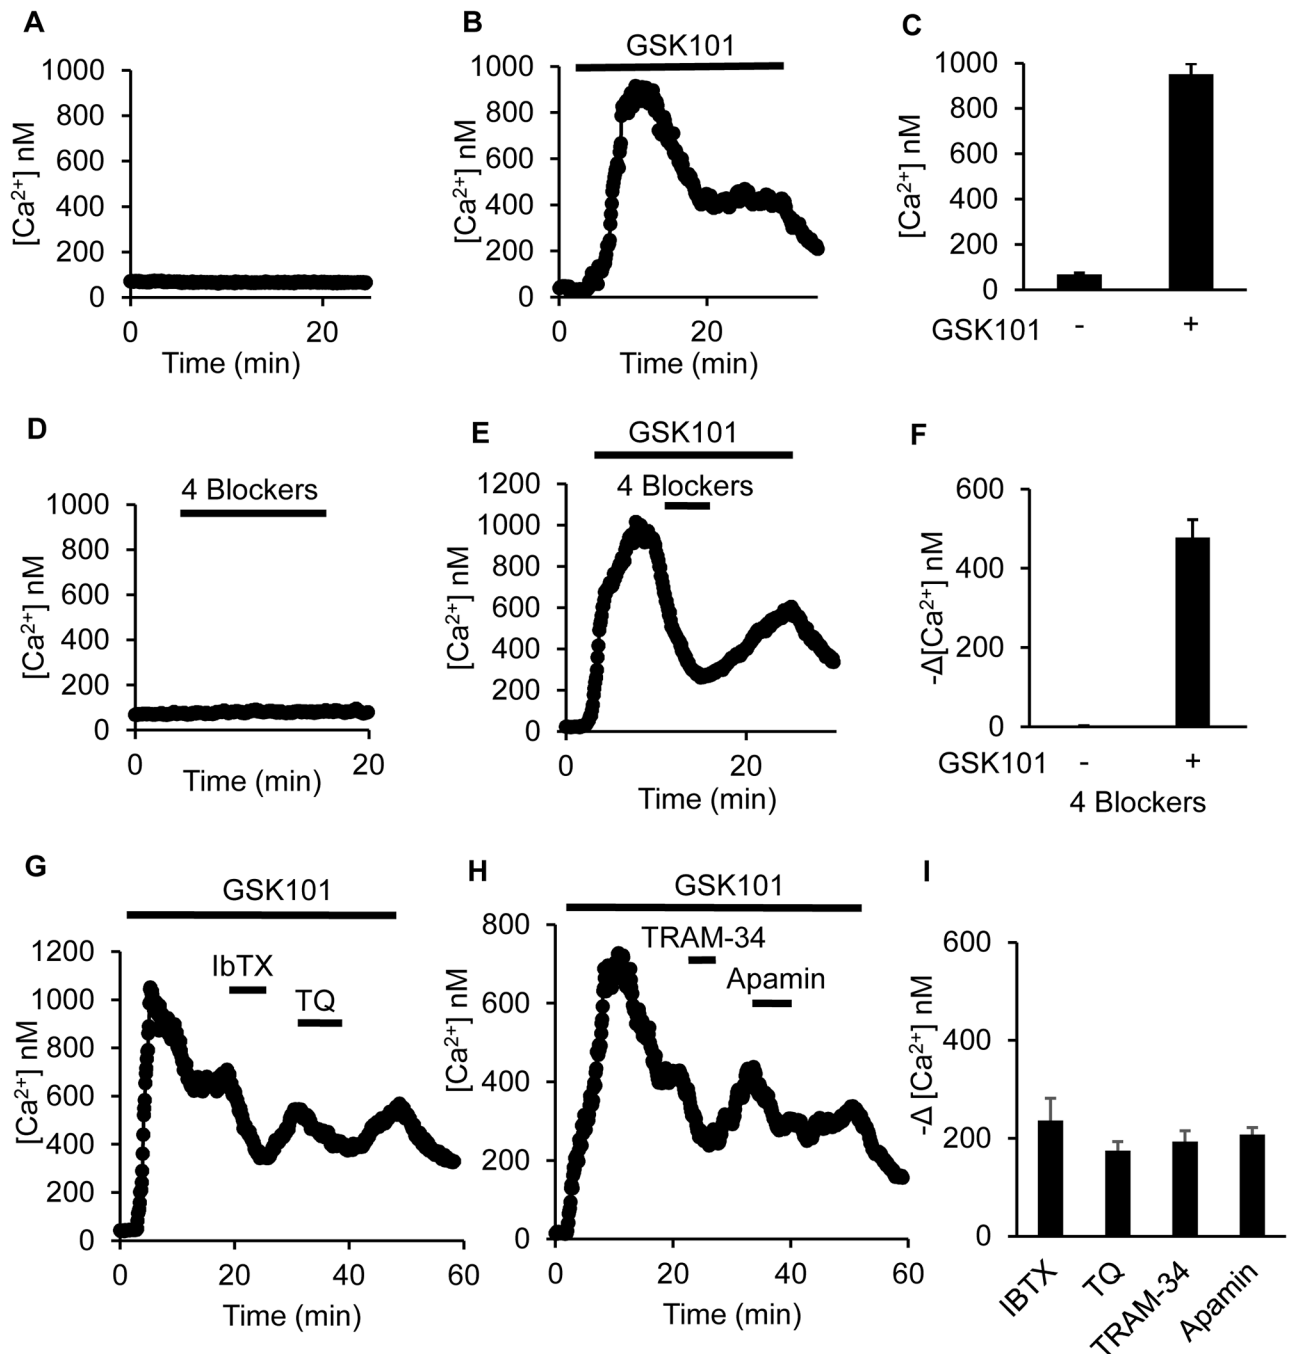 A
1000
800
600
400
200
0
[Ca²⁺] nM
0
20
Time (min)
B
GSK101
1000
800
600
400
200
0
[Ca²⁺] nM
0
20
Time (min)
C
1000
800
600
400
200
0
[Ca²⁺] nM
GSK101 - +
D
4 Blockers
1000
800
600
400
200
0
[Ca²⁺] nM
0
20
Time (min)
E
GSK101
4 Blockers
1200
1000
800
600
400
200
0
[Ca²⁺] nM
0
20
Time (min)
F
600
400
200
0
-Δ[Ca²⁺] nM
GSK101 - +
4 Blockers
G
GSK101
IbTX
TQ
1200
1000
800
600
400
200
0
[Ca²⁺] nM
0
20
40
60
Time (min)
H
GSK101
TRAM-34
Apamin
800
600
400
200
0
[Ca²⁺] nM
0
20
40
60
Time (min)
I
600
400
200
0
-Δ [Ca²⁺] nM
IBTX
TQ
TRAM-34
Apamin